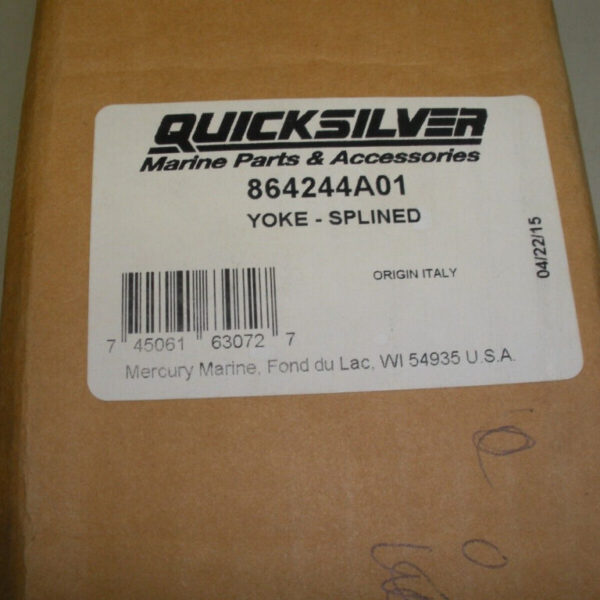 QUICKSILVER
Marine Parts & Accessories
864244A01
YOKE - SPLINED
ORIGIN ITALY
04/22/15
7 45061 63072 7
Mercury Marine, Fond du Lac, WI 54935 U.S.A.